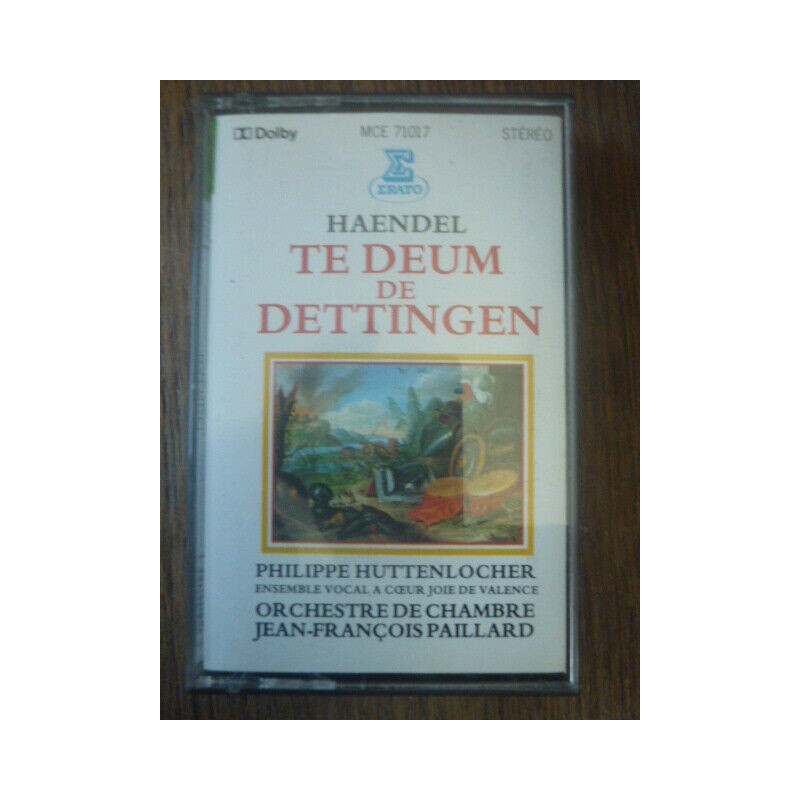 Dolby MCE 71017 STÉRÉO
ERATO
HAENDEL
TE DEUM
DE
DETTINGEN
PHILIPPE HUTTENLOCHER
ENSEMBLE VOCAL A CŒUR JOIE DE VALENCE
ORCHESTRE DE CHAMBRE
JEAN-FRANÇOIS PAILLARD